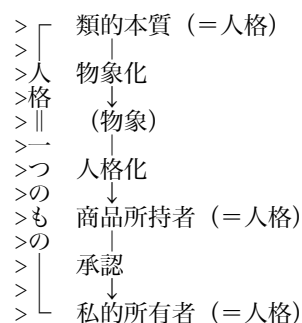 >┌ 類的本質（＝人格）
>│ │
>人 物象化
>格 ↓
>‖ （物象）
>一 │
>つ 人格化
>の ↓
>も 商品所持者（＝人格）
>の │
>│ 承認
>│ ↓
>└ 私的所有者（＝人格）